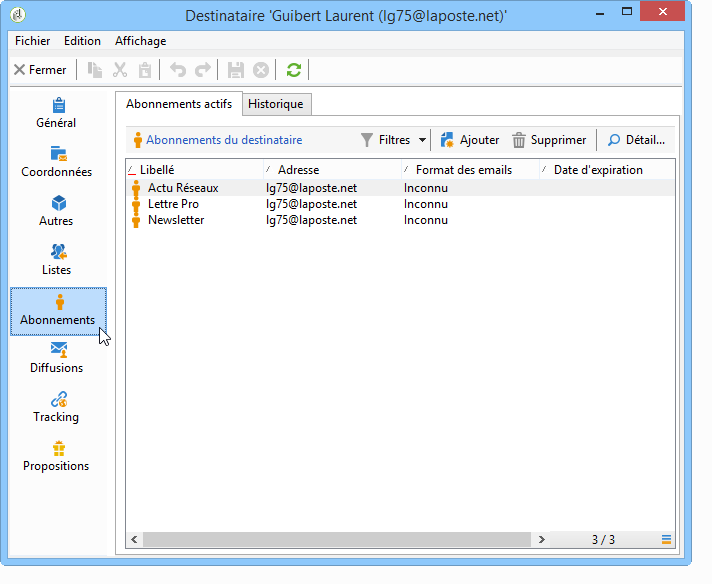 Destinataire 'Guibert Laurent (lg75@laposte.net)'
Fichier Edition Affichage
Fermer
Général
Coordonnées
Autres
Listes
Abonnements
Diffusions
Tracking
Propositions
Abonnements actifs Historique
Abonnements du destinataire Filtres Ajouter Supprimer Détail...
Libellé Adresse Format des emails Date d'expiration
Actu Réseaux lg75@laposte.net Inconnu
Lettre Pro lg75@laposte.net Inconnu
Newsletter lg75@laposte.net Inconnu
3 / 3